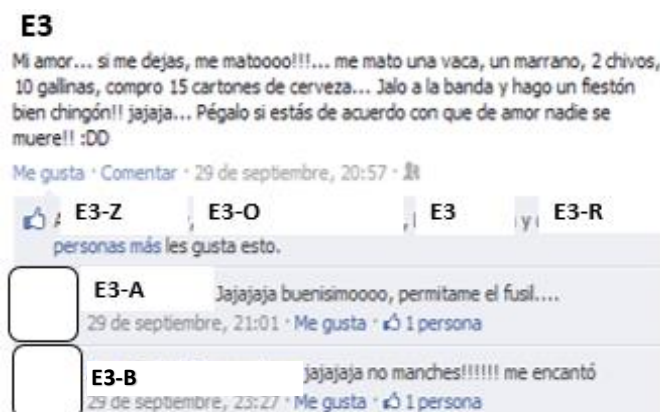 E3
Mi amor... si me dejas, me matoooo!!!... me mato una vaca, un marrano, 2 chivos,
10 gallinas, compro 15 cartones de cerveza... Jalo a la banda y hago un fiestón
bien chingón!! jajaja... Pégalo si estás de acuerdo con que de amor nadie se
muere!! :DD
Me gusta · Comentar · 29 de septiembre, 20:57 ·
E3-Z , E3-O , E3 y E3-R
personas más les gusta esto.
E3-A Jajajaja buenisimoooo, permitame el fusil....
29 de septiembre, 21:01 · Me gusta · 1 persona
E3-B jajajaja no manches!!!!!! me encantó
29 de septiembre, 23:27 · Me gusta · 1 persona